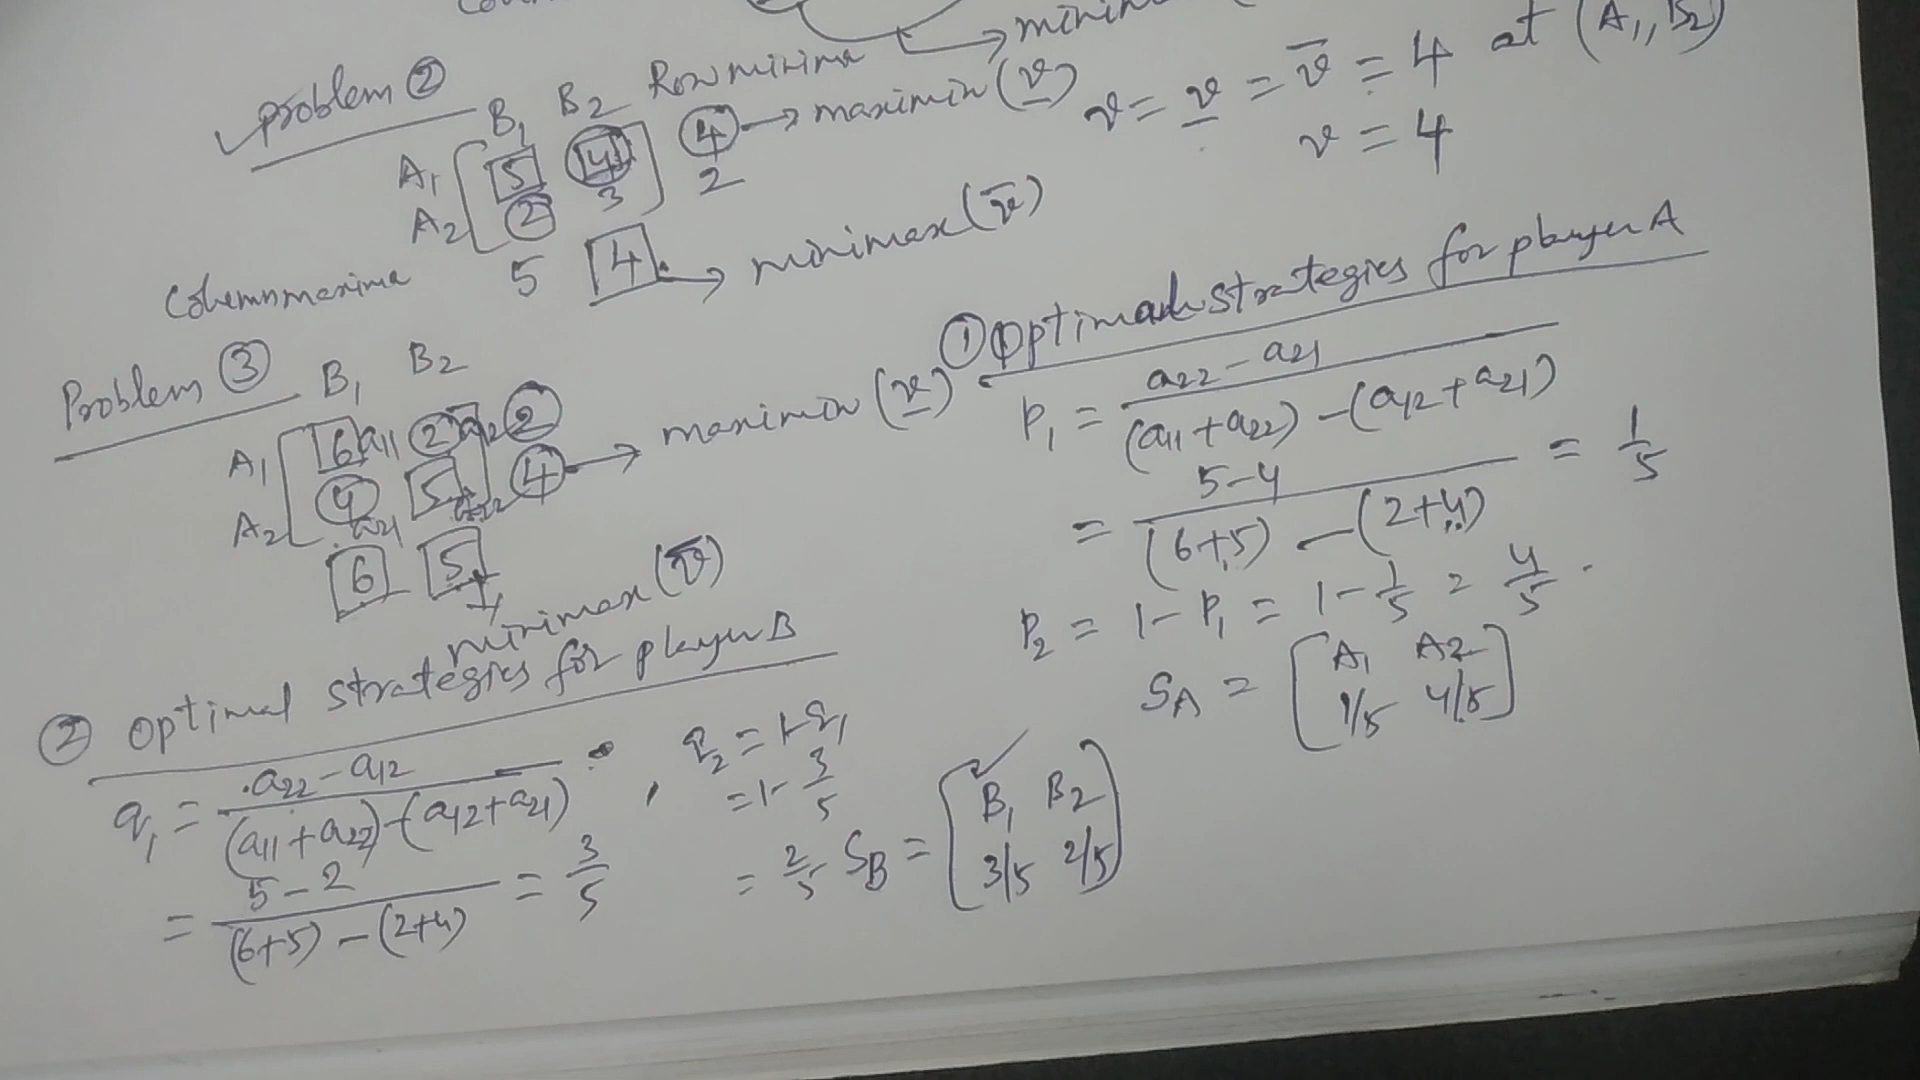 problem ②
B1 B2 Row minima
A1 [ 5 4 ] 4 → maximin (v)
A2 [ 2 3 ] 2
Column maxima 5 4 → minimax (v̄)
v = v = v̄ = 4 at (A1, B2)
v = 4
Problem ③
B1 B2
A1 [ 6 a11 2 a12 ] 2
A2 [ 4 a21 5 a22 ] 4 → maximin (v)
6 5
minimax (v̄)
① Optimal strategies for player A
P1 = a22 - a21 / (a11 + a22) - (a12 + a21)
= 5-4 / (6+5) - (2+4) = 1/5
P2 = 1 - P1 = 1 - 1/5 = 4/5
SA = [ A1 A2
1/5 4/5 ]
② Optimal strategies for player B
q1 = a22 - a12 / (a11 + a22) - (a12 + a21) , q2 = 1 - q1
= 1 - 3/5
= 5 - 2 / (6+5) - (2+4) = 3/5
= 2/5 SB = [ B1 B2
3/5 2/5 ]